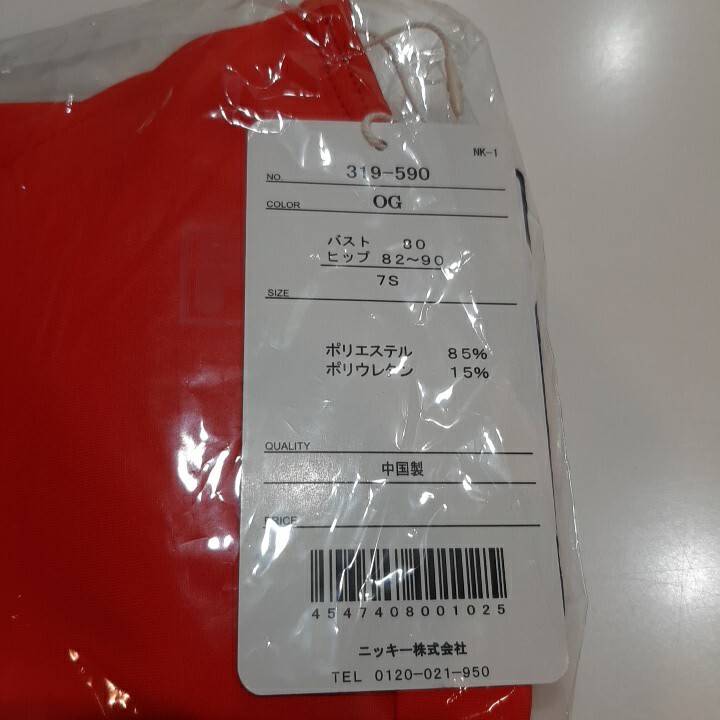 NK-1
NO. 319-590
COLOR OG
バスト 80
ヒップ 82～90
7S
SIZE
ポリエステル 85%
ポリウレタン 15%
QUALITY
中国製
PRICE
4547408001025
ニッキー株式会社
TEL 0120-021-950